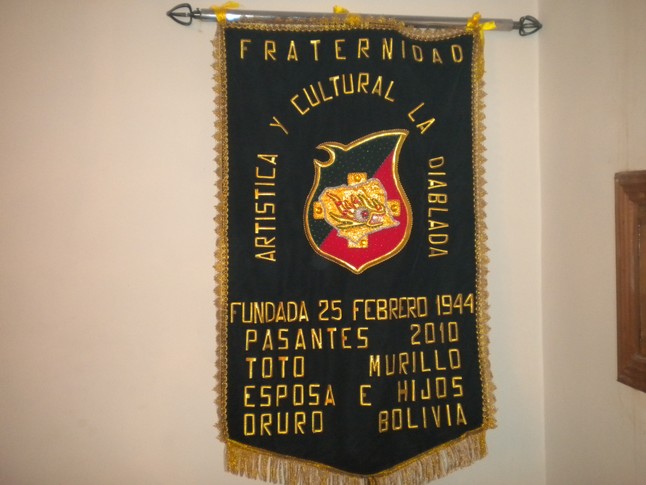 FRATERNIDAD
ARTISTICA Y CULTURAL LA DIABLADA
FUNDADA 25 FEBRERO 1944
PASANTES 2010
TOTO MURILLO
ESPOSA E HIJOS
ORURO BOLIVIA